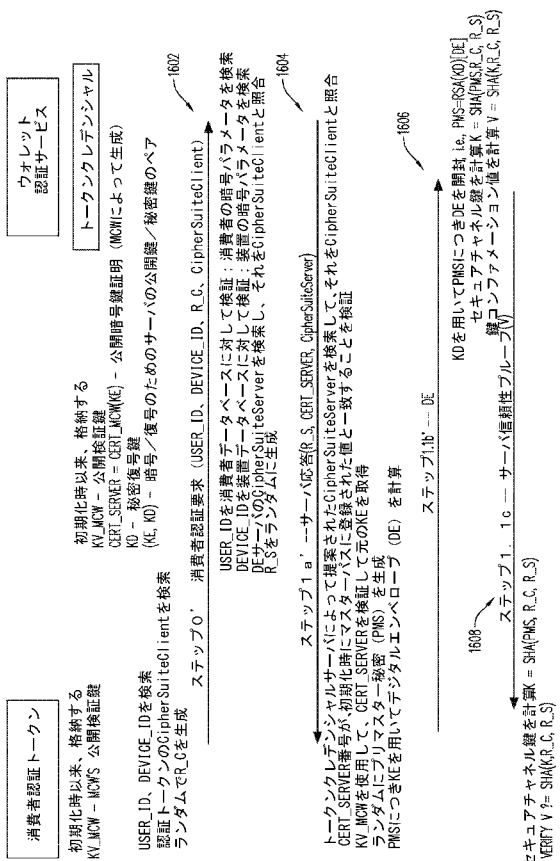 消費者認証トークン
ウォレット
認証サービス
トークンクレデンシャル
初期化時以来、格納する
KV_MCW – MCW'S 公開検証鍵
初期化時以来、格納する
KV_MCW – 公開検証鍵
CERT_SERVER = CERT_MCW(KE) – 公開暗号鍵証明 (MCWによって生成)
KD – 秘密復号鍵
(KE, KD) – 暗号/復号のためのサーバの公開鍵/秘密鍵のペア
USER_ID、DEVICE_IDを検索
認証トークンのCipherSuiteClientを検索
ランダムでR_Cを生成
ステップ0' 消費者認証要求 (USER_ID、DEVICE_ID、R_C、CipherSuiteClient)
1602
USER_IDを消費者データベースに対して検証;消費者の暗号パラメータを検索
DEVICE_IDを装置データベースに対して検証;装置の暗号パラメータを検索
DEサーバのCipherSuiteServerを検索し、それをCipherSuiteClientと照合
R_Sをランダムに生成
ステップ1a' --サーバ応答(R_S, CERT_SERVER, CipherSuiteServer)
1604
トークンクレデンシャルサーバによって提案されたCipherSuiteServerを検索して、それをCipherSuiteClientと照合
CERT_SERVER番号が、初期化時にマスターパスに登録された値と一致することを検証
KV_MCWを使用して、CERT_SERVERを検証して元のKEを取得
ランダムにプリマスター秘密 (PMS) を生成
PMSにつきKEを用いてデジタルエンベロープ (DE) を計算
ステップ1.1b'-- DE
1606
KDを用いてPMSにつきDEを開封, i.e., PMS=RSA(KD)[DE]
セキュアチャネル鍵を計算K = SHA(PMS,R_C, R_S)
鍵コンファメーション値を計算 V = SHA(K,R_C, R_S)
1608
ステップ1.1c -- サーバ信頼性プルーフ(V)
セキュアチャネル鍵を計算K = SHA(PMS, R_C, R_S)
VERIFY V ?= SHA(K,R_C, R_S)